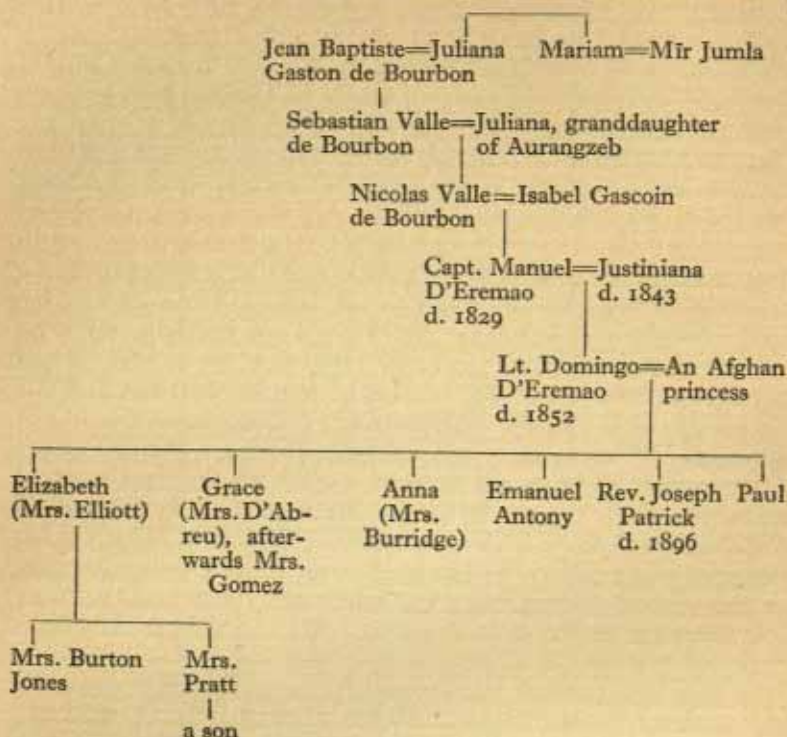 Jean Baptiste=Juliana Mariam=Mīr Jumla
Gaston de Bourbon
Sebastian Valle=Juliana, granddaughter
de Bourbon of Aurangzeb
Nicolas Valle=Isabel Gascoin
de Bourbon
Capt. Manuel=Justiniana
D'Eremao d. 1843
d. 1829
Lt. Domingo=An Afghan
D'Eremao princess
d. 1852
Elizabeth Grace Anna Emanuel Rev. Joseph Paul
(Mrs. Elliott) (Mrs. D'Ab- (Mrs. Antony Patrick
reu), after- Burridge) d. 1896
wards Mrs.
Gomez
Mrs. Burton Mrs.
Jones Pratt
a son